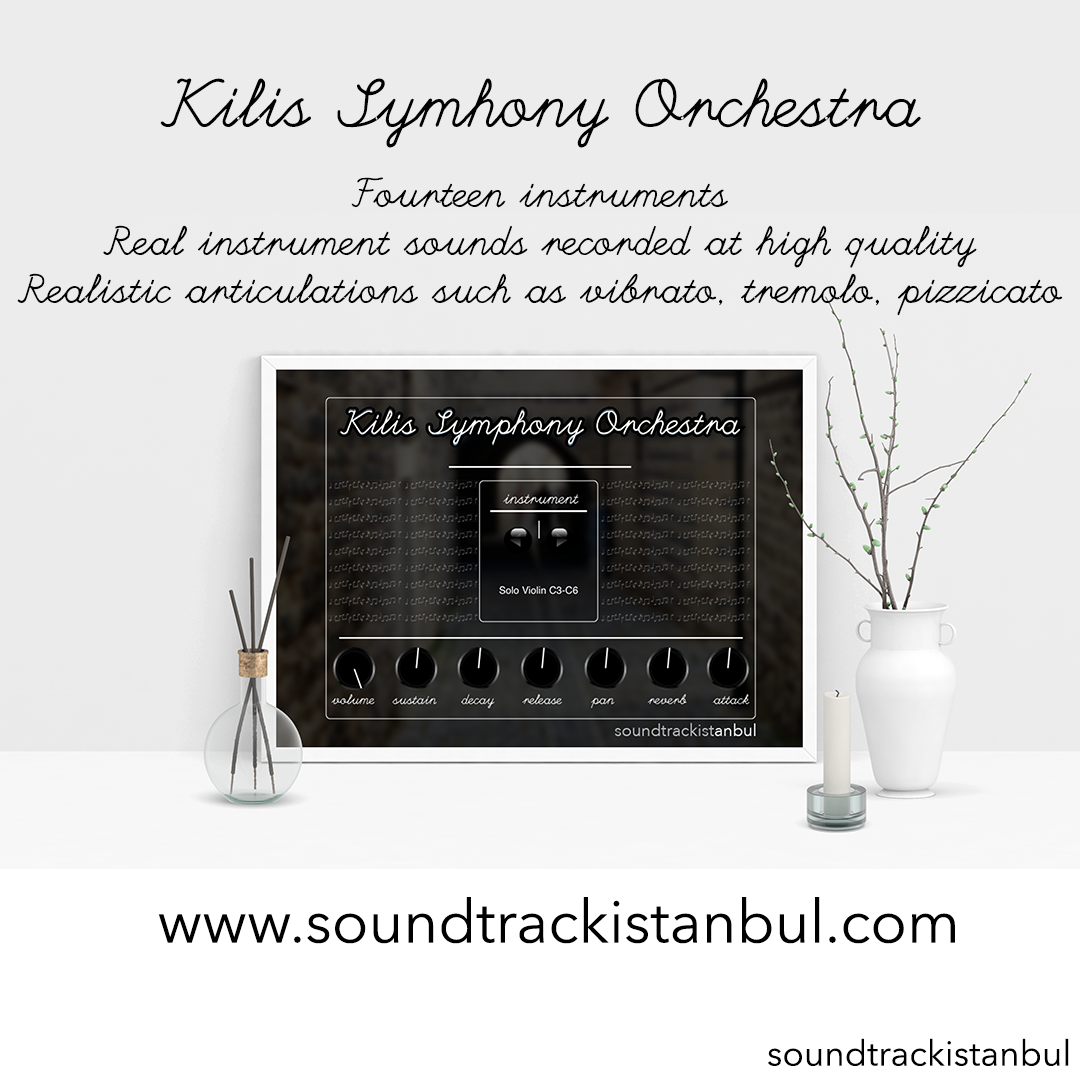 Kilis Symhony Orchestra
Fourteen instruments
Real instrument sounds recorded at high quality
Realistic articulations such as vibrato, tremolo, pizzicato
Kilis Symphony Orchestra
instrument
Solo Violin C3-C6
volume sustain decay release pan reverb attack
soundtrackistanbul
www.soundtrackistanbul.com
soundtrackistanbul